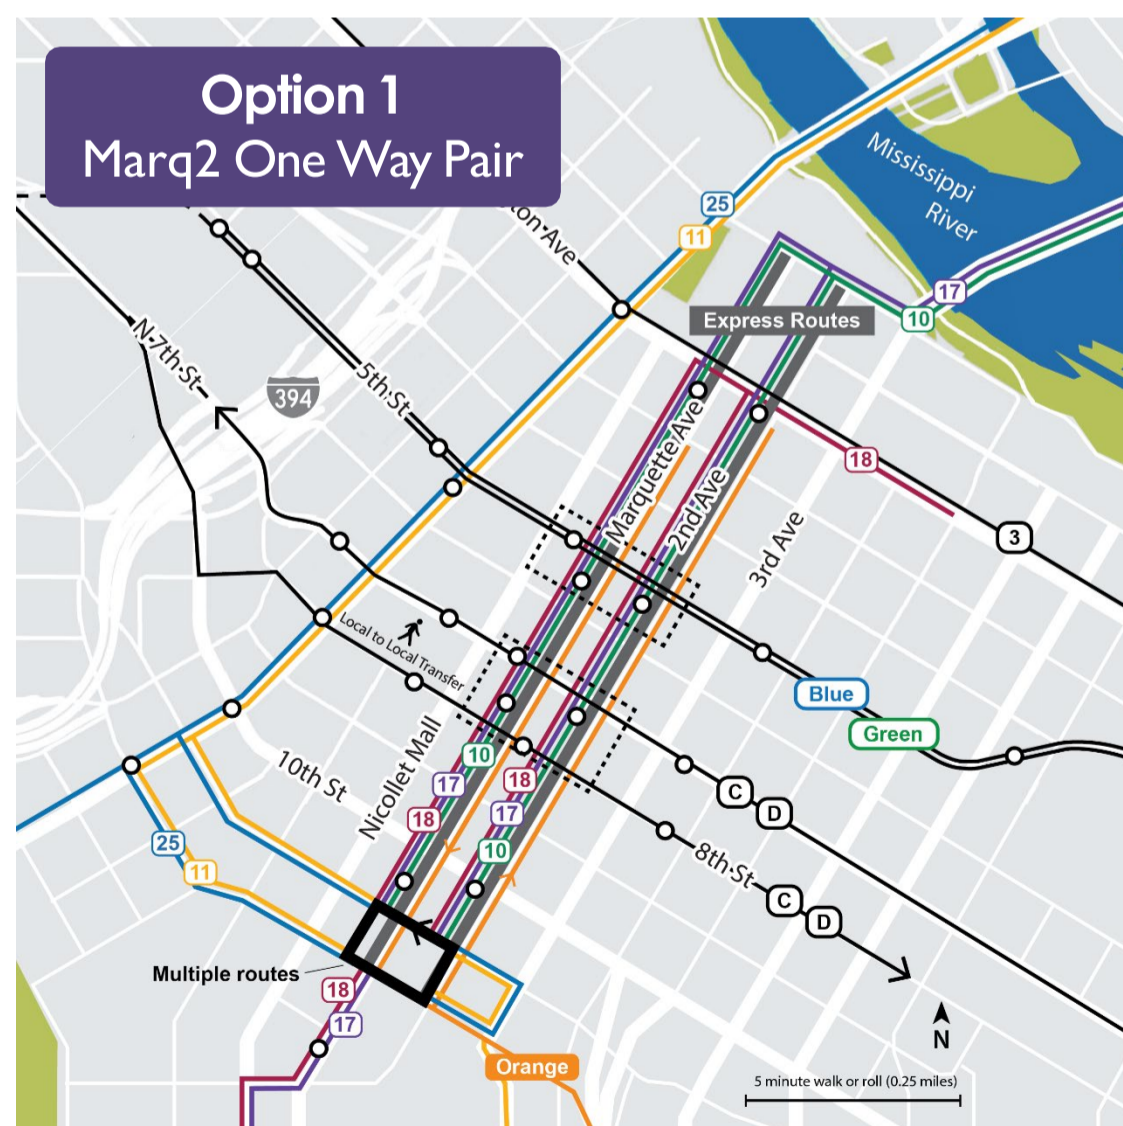 Option 1
Marq2 One Way Pair
Mississippi
River
25
11
17
10
Express Routes
N 7th St
394
5th St
Marquette Ave
2nd Ave
3rd Ave
18
3
Local to Local Transfer
Blue
Green
10th St
Nicollet Mall
10
17
18
18
17
10
C
D
8th St
C
D
25
11
Multiple routes
18
17
Orange
N
5 minute walk or roll (0.25 miles)
Ave